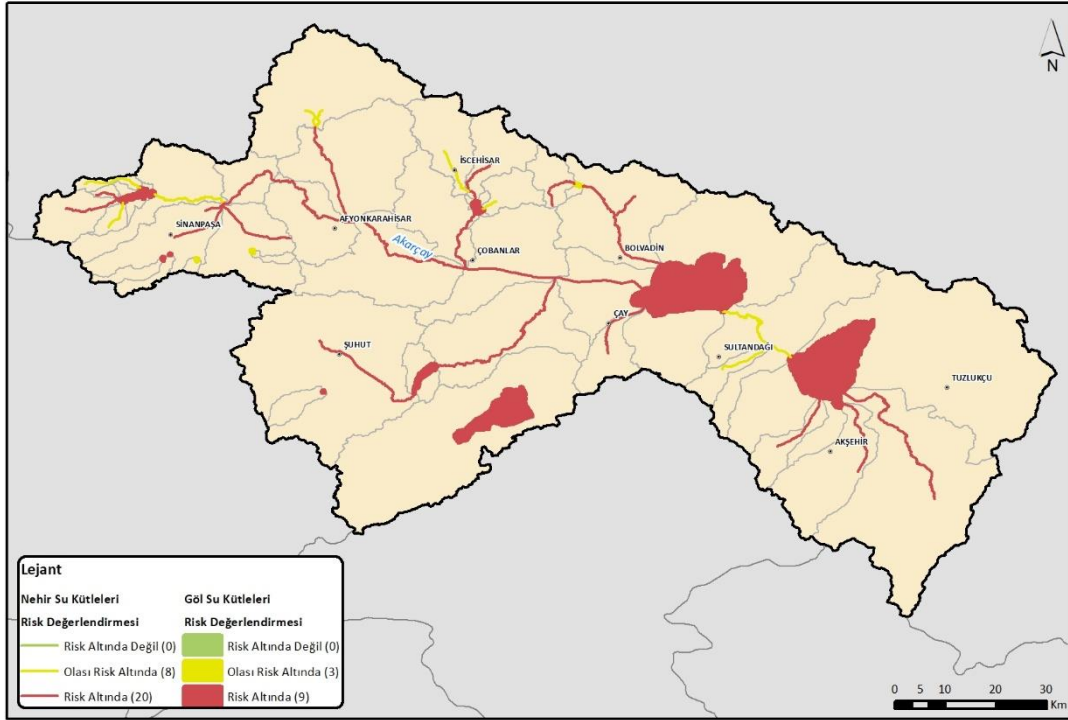 N
İSCEHİSAR
SİNANPAŞA
AFYONKARAHİSAR
Akarçay
ÇOBANLAR
BOLVADİN
ÇAY
ŞUHUT
SULTANDAĞI
TUZLUKÇU
AKŞEHİR
Lejant
Nehir Su Kütleleri Göl Su Kütleleri
Risk Değerlendirmesi Risk Değerlendirmesi
Risk Altında Değil (0) Risk Altında Değil (0)
Olası Risk Altında (8) Olası Risk Altında (3)
Risk Altında (20) Risk Altında (9)
0 5 10 20 30
Km